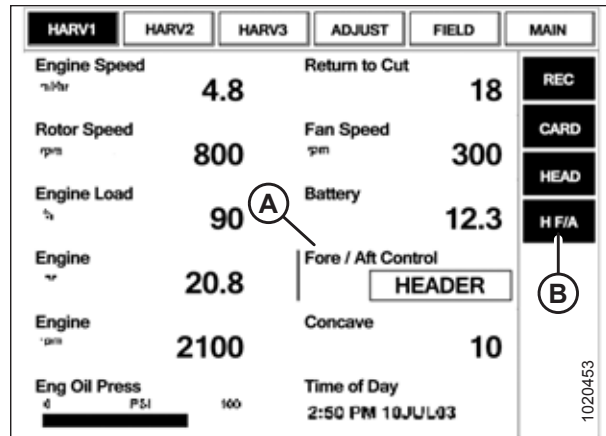 HARV1 HARV2 HARV3 ADJUST FIELD MAIN
Engine Speed Return to Cut REC
4.8 18
Rotor Speed Fan Speed CARD
rpm
800 300
HEAD
Engine Load A Battery
90 12.3 H F/A
Engine Fore / Aft Control
20.8 HEADER B
Engine Concave
2100 10
Eng Oil Press Time of Day
PSI 100
2:50 PM 10JUL03
1020453